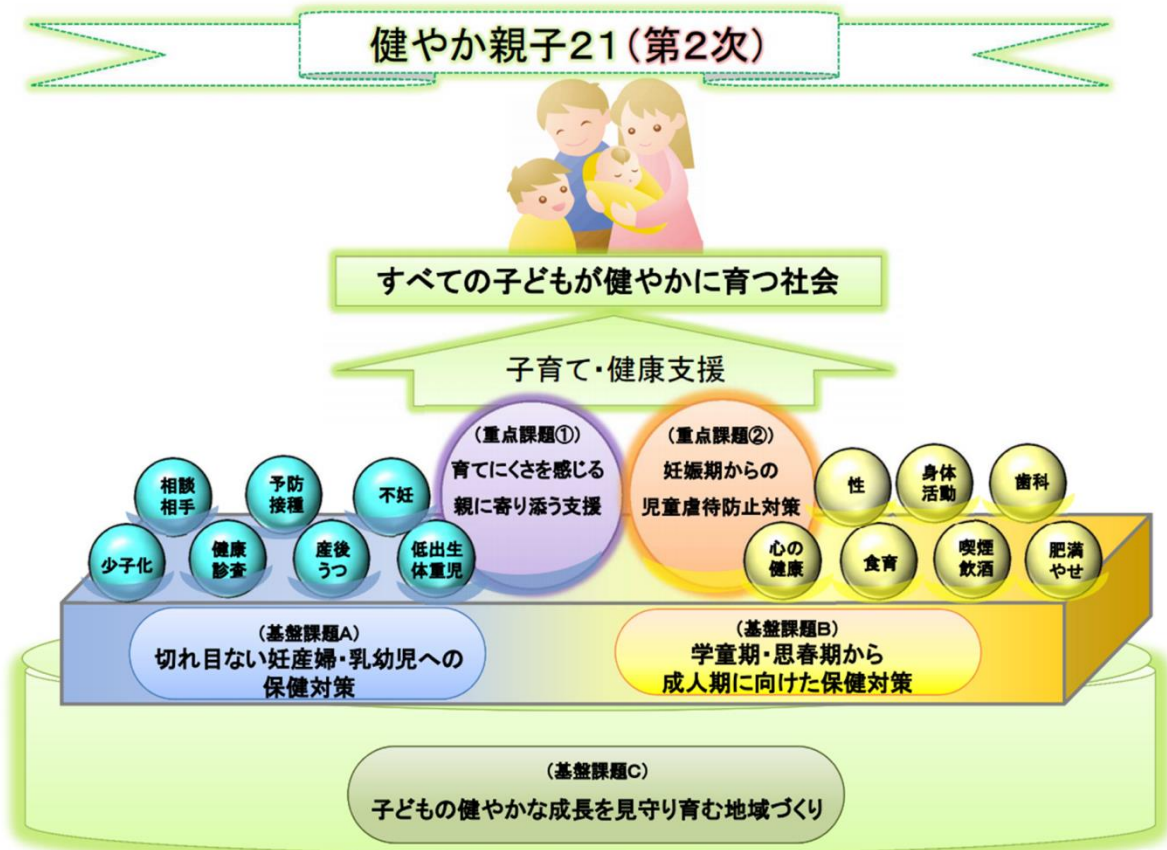 健やか親子21(第2次)
すべての子どもが健やかに育つ社会
子育て・健康支援
(重点課題①)
育てにくさを感じる
親に寄り添う支援
(重点課題②)
妊娠期からの
児童虐待防止対策
相談
相手
予防
接種
不妊
少子化
健康
診査
産後
うつ
低出生
体重児
性
身体
活動
歯科
心の
健康
食育
喫煙
飲酒
肥満
やせ
(基盤課題A)
切れ目ない妊産婦・乳幼児への
保健対策
(基盤課題B)
学童期・思春期から
成人期に向けた保健対策
(基盤課題C)
子どもの健やかな成長を見守り育む地域づくり